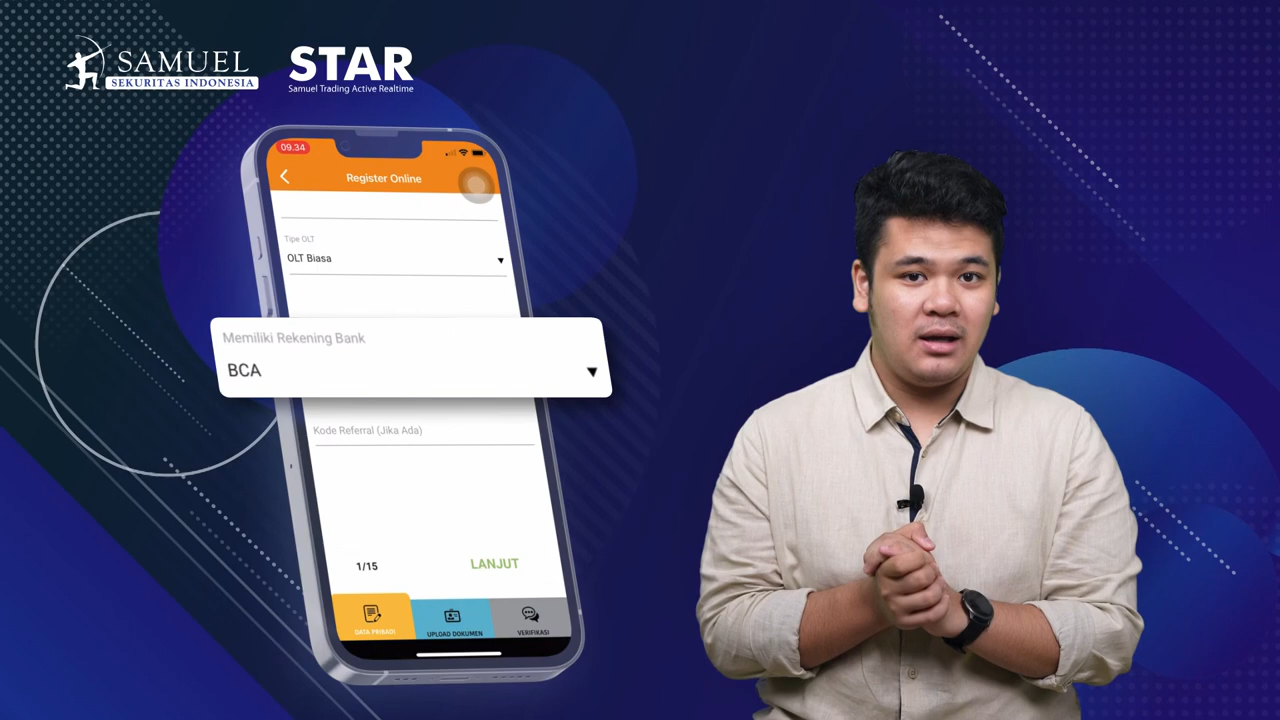 SAMUEL
SEKURITAS INDONESIA
STAR
Samuel Trading Active Realtime
09.34
Register Online
Tipe OLT
OLT Biasa
Memiliki Rekening Bank
BCA
Kode Referral (Jika Ada)
1/15
LANJUT
DATA PRIBADI
UPLOAD DOKUMEN
VERIFIKASI